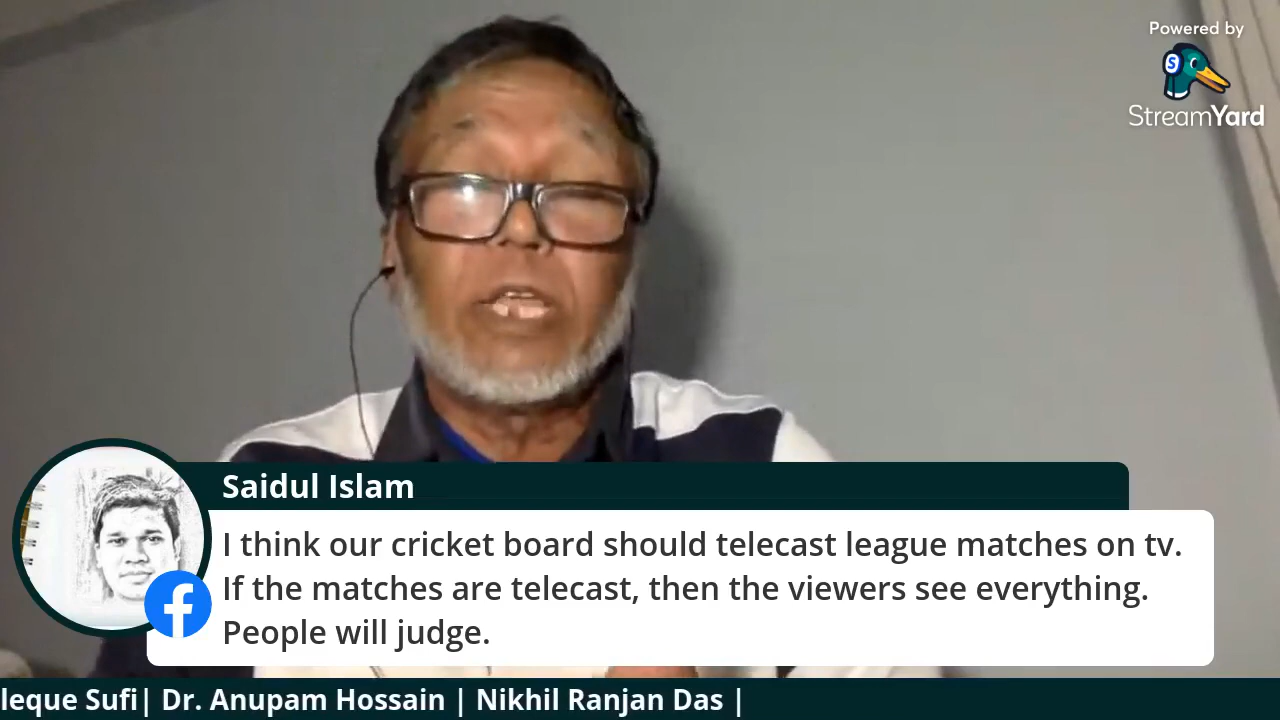 Powered by
StreamYard
Saidul Islam
I think our cricket board should telecast league matches on tv.
If the matches are telecast, then the viewers see everything.
People will judge.
leque Sufi| Dr. Anupam Hossain | Nikhil Ranjan Das |